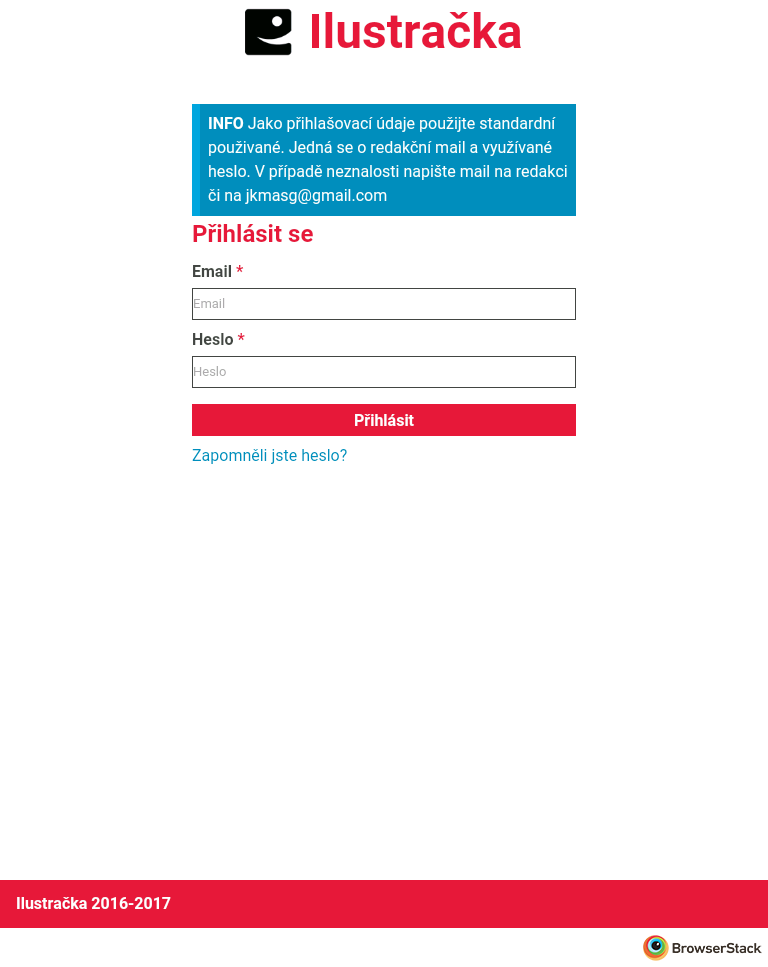 Ilustračka
INFO Jako přihlašovací údaje použijte standardní
použivané. Jedná se o redakční mail a využívané
heslo. V případě neznalosti napište mail na redakci
či na jkmasg@gmail.com
Přihlásit se
Email *
Email
Heslo *
Heslo
Přihlásit
Zapomněli jste heslo?
Ilustračka 2016-2017
BrowserStack